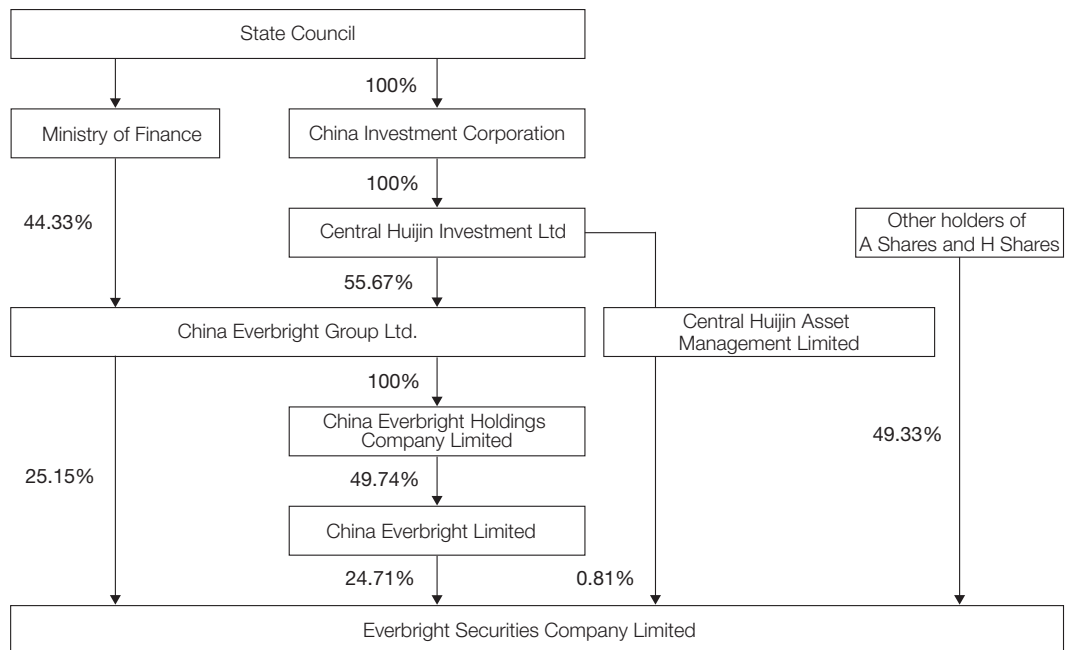 State Council
100%
Ministry of Finance
China Investment Corporation
100%
44.33%
Central Huijin Investment Ltd
Other holders of
A Shares and H Shares
55.67%
China Everbright Group Ltd.
Central Huijin Asset
Management Limited
100%
China Everbright Holdings
Company Limited
49.33%
25.15%
49.74%
China Everbright Limited
24.71%
0.81%
Everbright Securities Company Limited